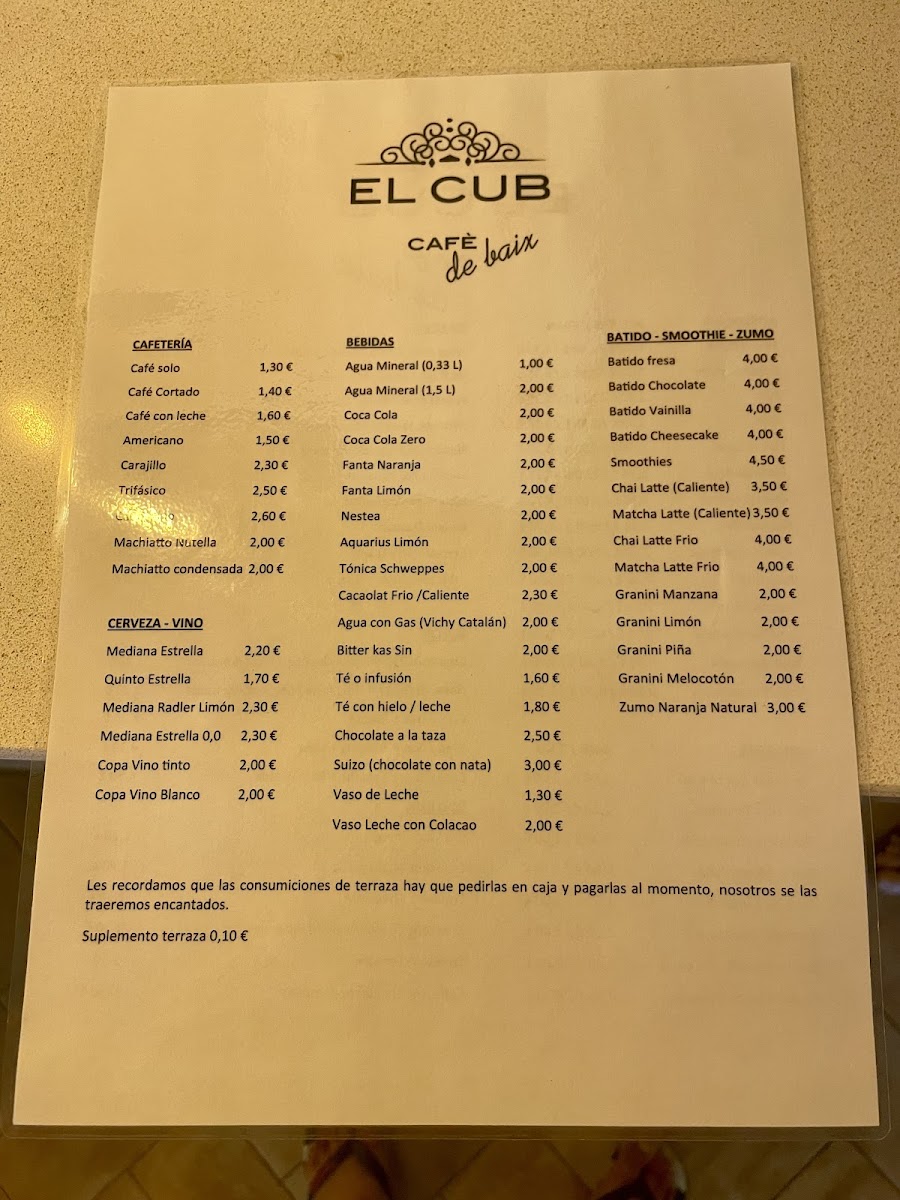 EL CUB
CAFÈ
de baix
CAFETERÍA
Café solo 1,30 €
Café Cortado 1,40 €
Café con leche 1,60 €
Americano 1,50 €
Carajillo 2,30 €
Trifásico 2,50 €
2,60 €
Machiatto Nutella 2,00 €
Machiatto condensada 2,00 €
CERVEZA - VINO
Mediana Estrella 2,20 €
Quinto Estrella 1,70 €
Mediana Radler Limón 2,30 €
Mediana Estrella 0,0 2,30 €
Copa Vino tinto 2,00 €
Copa Vino Blanco 2,00 €
BEBIDAS
Agua Mineral (0,33 L) 1,00 €
Agua Mineral (1,5 L) 2,00 €
Coca Cola 2,00 €
Coca Cola Zero 2,00 €
Fanta Naranja 2,00 €
Fanta Limón 2,00 €
Nestea 2,00 €
Aquarius Limón 2,00 €
Tónica Schweppes 2,00 €
Cacaolat Frio /Caliente 2,30 €
Agua con Gas (Vichy Catalán) 2,00 €
Bitter kas Sin 2,00 €
Té o infusión 1,60 €
Té con hielo / leche 1,80 €
Chocolate a la taza 2,50 €
Suizo (chocolate con nata) 3,00 €
Vaso de Leche 1,30 €
Vaso Leche con Colacao 2,00 €
BATIDO - SMOOTHIE - ZUMO
Batido fresa 4,00 €
Batido Chocolate 4,00 €
Batido Vainilla 4,00 €
Batido Cheesecake 4,00 €
Smoothies 4,50 €
Chai Latte (Caliente) 3,50 €
Matcha Latte (Caliente) 3,50 €
Chai Latte Frio 4,00 €
Matcha Latte Frio 4,00 €
Granini Manzana 2,00 €
Granini Limón 2,00 €
Granini Piña 2,00 €
Granini Melocotón 2,00 €
Zumo Naranja Natural 3,00 €
Les recordamos que las consumiciones de terraza hay que pedirlas en caja y pagarlas al momento, nosotros se las
traeremos encantados.
Suplemento terraza 0,10 €